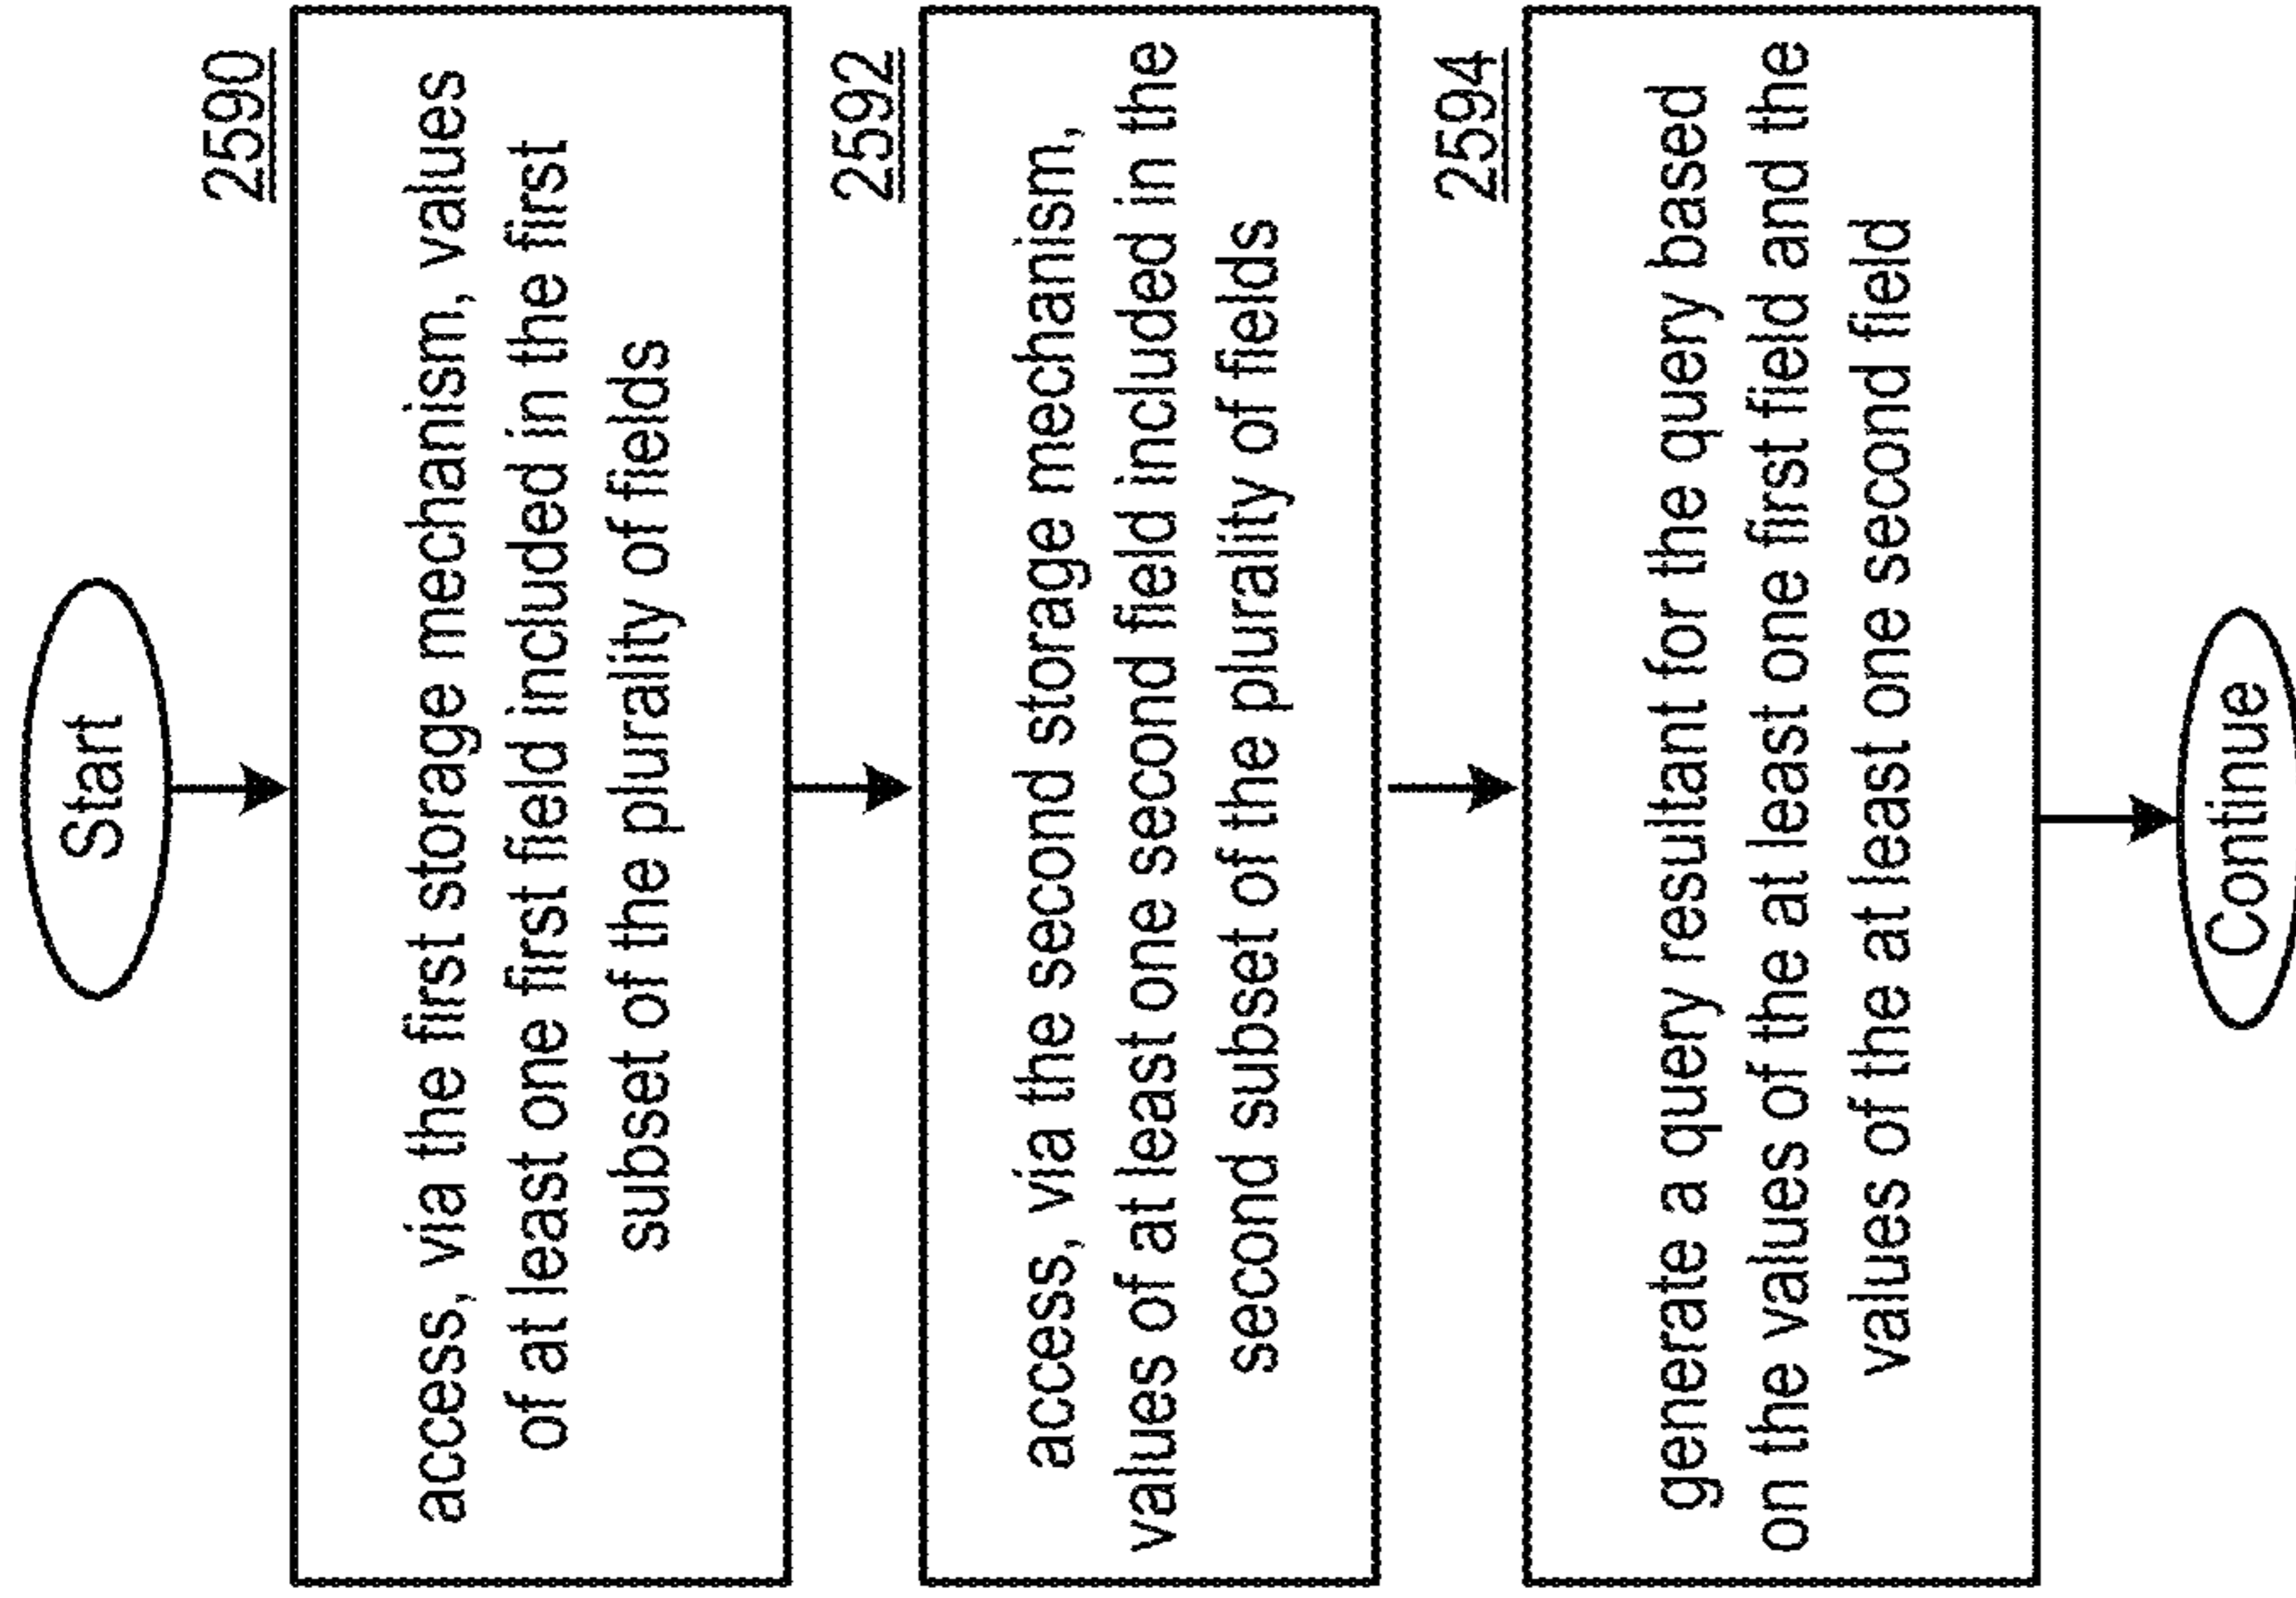 Start
2590
access, via the first storage mechanism, values
of at least one first field included in the first
subset of the plurality of fields
2592
access, via the second storage mechanism,
values of at least one second field included in the
second subset of the plurality of fields
2594
generate a query resultant for the query based
on the values of the at least one first field and the
values of the at least one second field
Continue